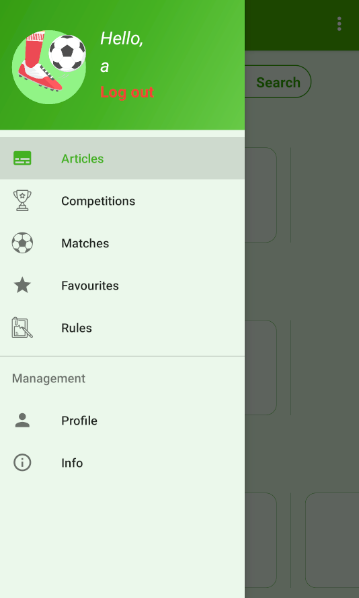 Hello,
a
Log out
Search
Articles
Competitions
Matches
Favourites
Rules
Management
Profile
Info